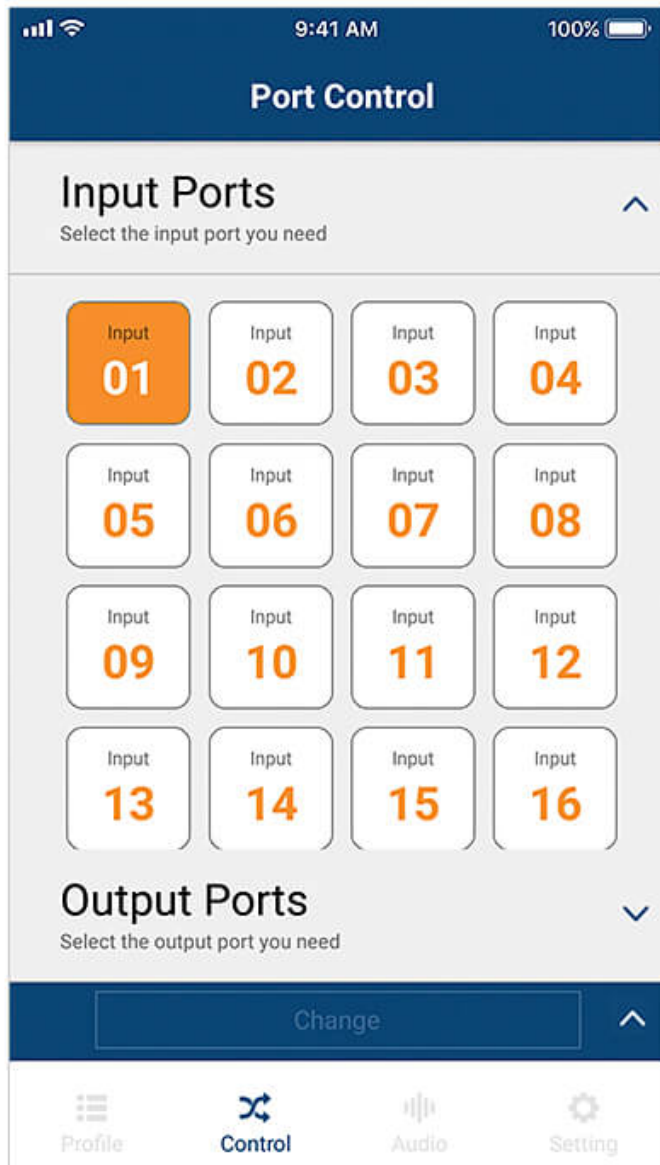 9:41 AM 100%
Port Control
Input Ports
Select the input port you need
Input Input Input Input
01 02 03 04
Input Input Input Input
05 06 07 08
Input Input Input Input
09 10 11 12
Input Input Input Input
13 14 15 16
Output Ports
Select the output port you need
Change
Profile Control Audio Setting